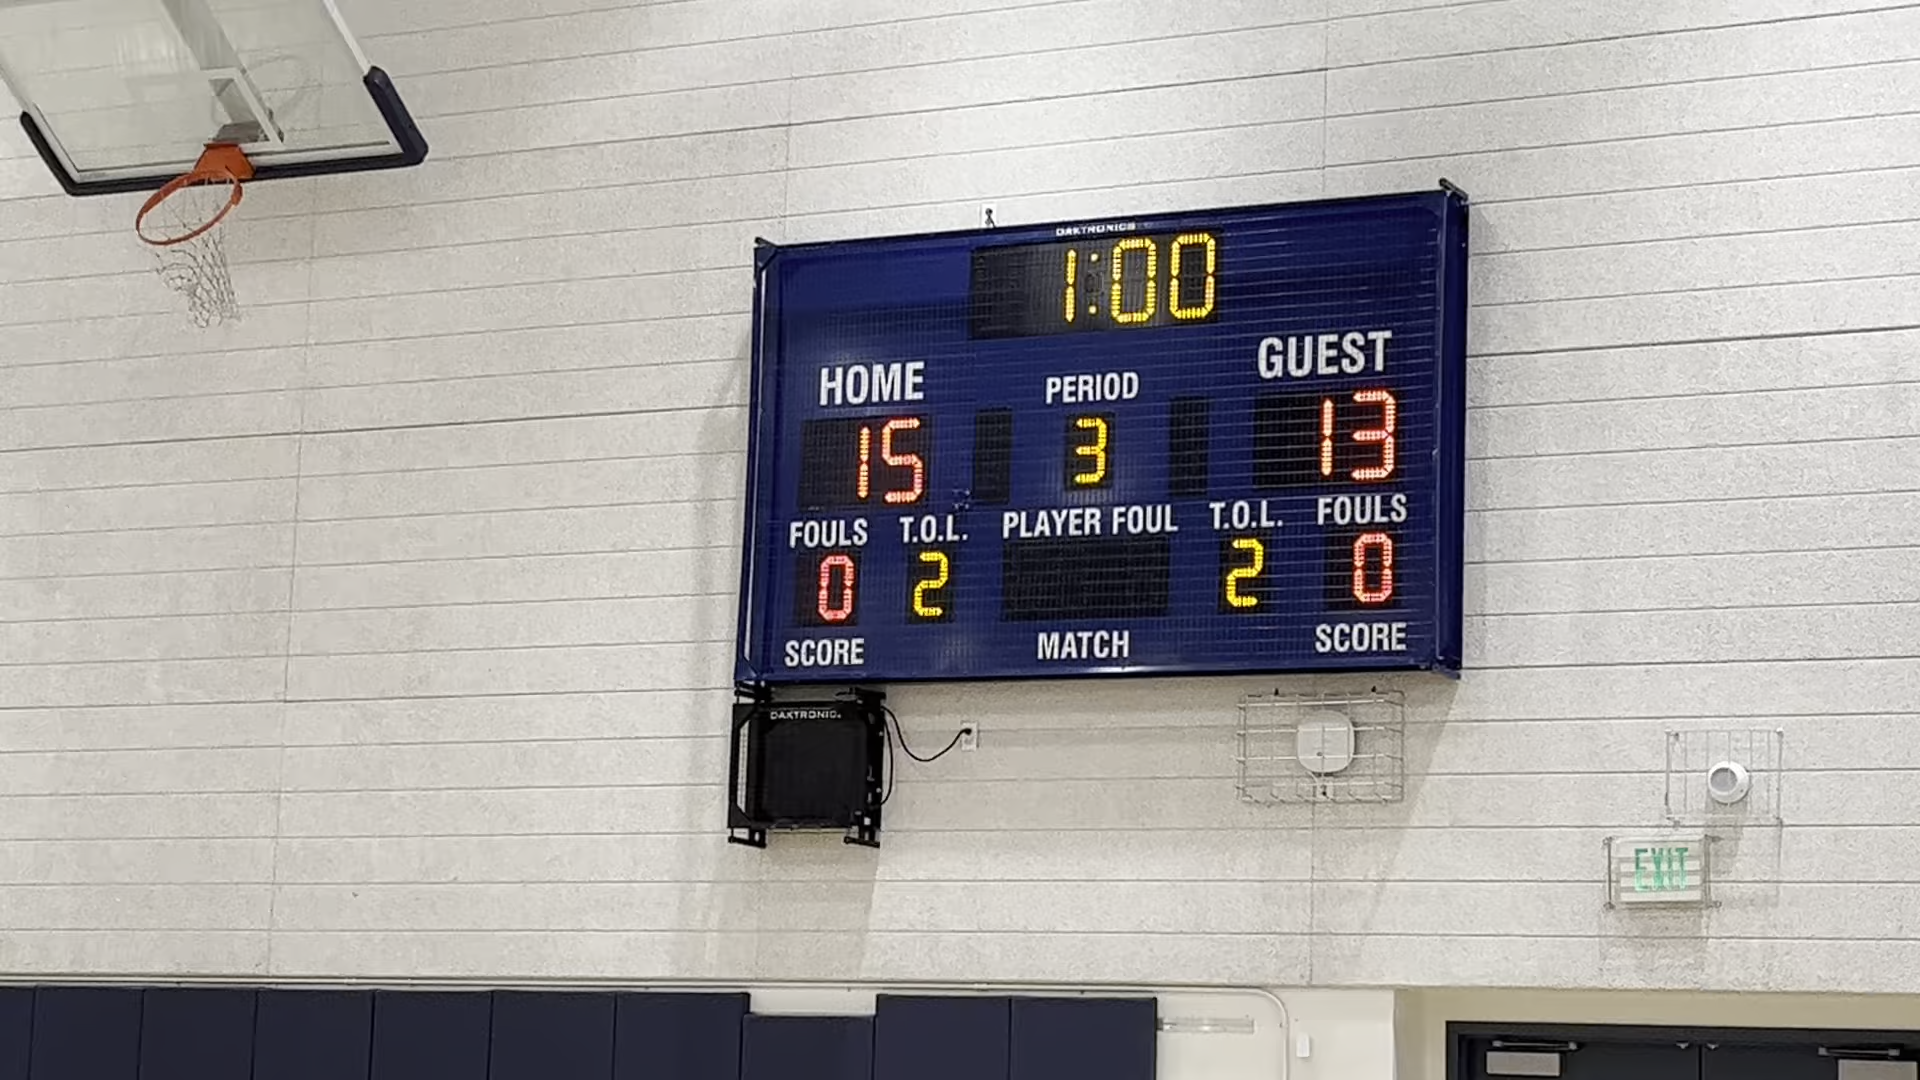 DAKTRONICS
1:00
HOME PERIOD GUEST
15 3 13
FOULS T.O.L. PLAYER FOUL T.O.L. FOULS
0 2 2 0
SCORE MATCH SCORE
DAKTRONICS
EXIT